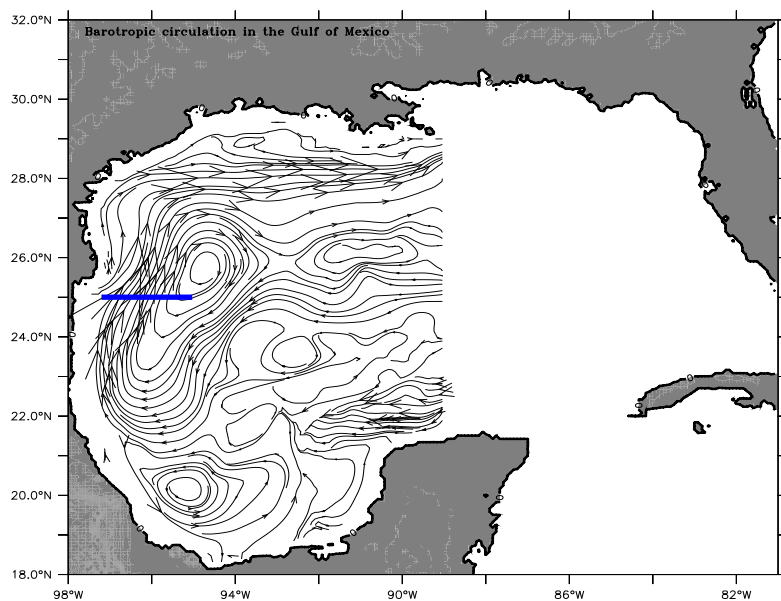 32.0°N
Barotropic circulation in the Gulf of Mexico
30.0°N
28.0°N
26.0°N
24.0°N
22.0°N
20.0°N
18.0°N
98°W 94°W 90°W 86°W 82°W